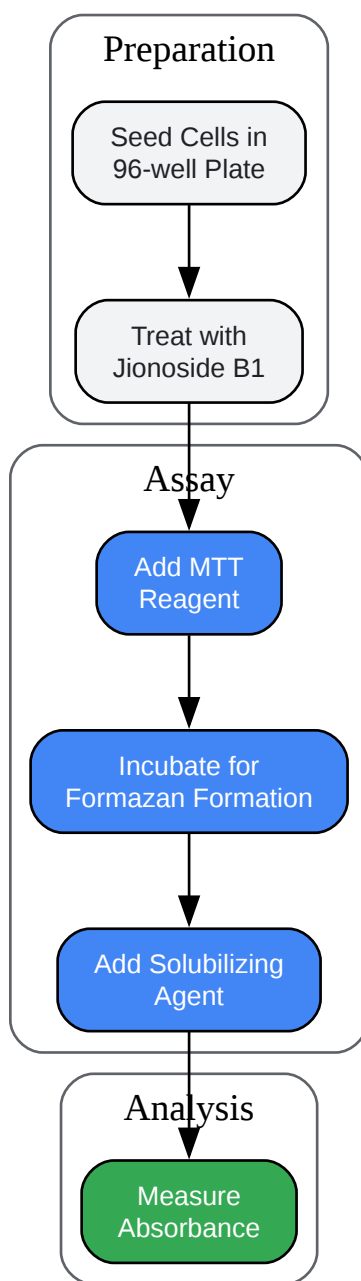 Preparation
Seed Cells in
96-well Plate
Treat with
Jionoside B1
Assay
Add MTT
Reagent
Incubate for
Formazan Formation
Add Solubilizing
Agent
Analysis
Measure
Absorbance